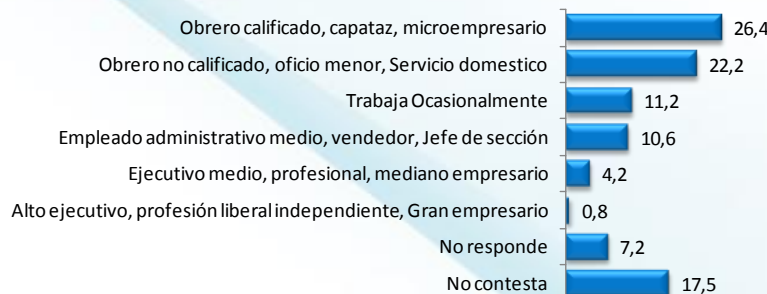 Obrero calificado, capataz, microempresario 26,4
Obrero no calificado, oficio menor, Servicio domestico 22,2
Trabaja Ocasionalmente 11,2
Empleado administrativo medio, vendedor, Jefe de sección 10,6
Ejecutivo medio, profesional, mediano empresario 4,2
Alto ejecutivo, profesión liberal independiente, Gran empresario 0,8
No responde 7,2
No contesta 17,5